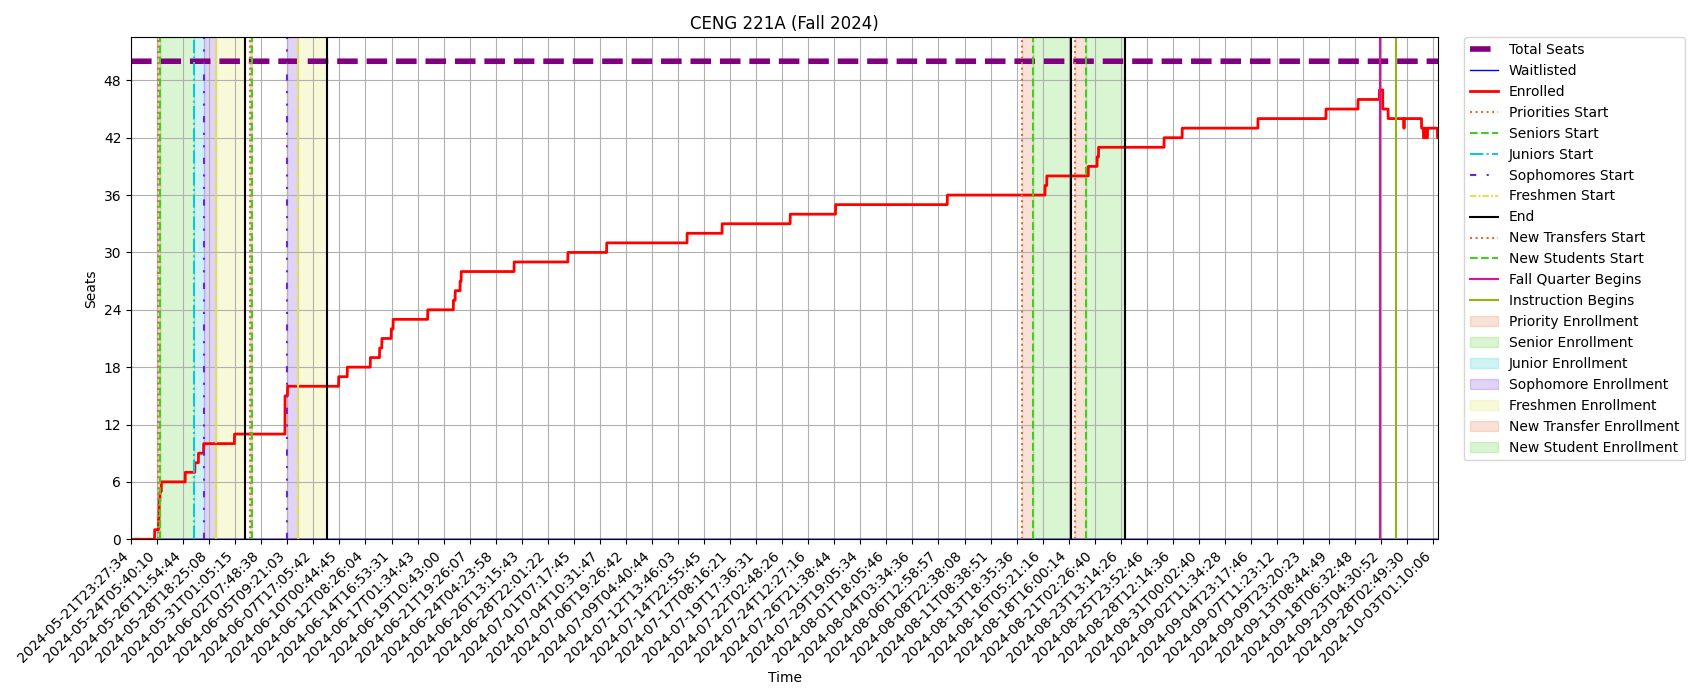 CENG 221A (Fall 2024)
Seats
48
42
36
30
24
18
12
6
0
2024-05-21T23:27:34
2024-05-24T05:40:10
2024-05-26T11:54:44
2024-05-28T18:25:08
2024-05-31T01:05:15
2024-06-02T07:48:38
2024-06-05T09:21:03
2024-06-07T17:05:42
2024-06-10T00:44:45
2024-06-12T08:26:04
2024-06-14T16:53:31
2024-06-17T01:34:43
2024-06-19T10:43:00
2024-06-21T19:26:07
2024-06-24T04:23:58
2024-06-26T13:15:43
2024-06-28T22:01:22
2024-07-01T07:17:45
2024-07-04T10:31:47
2024-07-06T19:26:42
2024-07-09T04:40:44
2024-07-12T13:46:03
2024-07-14T22:55:45
2024-07-17T08:16:21
2024-07-19T17:36:31
2024-07-22T02:48:26
2024-07-24T12:27:16
2024-07-26T21:38:44
2024-07-29T19:05:34
2024-08-01T18:05:46
2024-08-04T03:34:36
2024-08-06T12:58:57
2024-08-08T22:38:08
2024-08-11T08:38:51
2024-08-13T18:35:36
2024-08-16T05:21:16
2024-08-18T16:00:14
2024-08-21T02:26:40
2024-08-23T13:14:26
2024-08-25T23:52:46
2024-08-28T12:14:36
2024-08-31T00:02:40
2024-09-02T11:34:28
2024-09-04T23:17:46
2024-09-07T11:23:12
2024-09-09T23:20:23
2024-09-13T08:44:49
2024-09-18T06:32:48
2024-09-23T04:30:52
2024-09-28T02:49:30
2024-10-03T01:10:06
Time
Total Seats
Waitlisted
Enrolled
Priorities Start
Seniors Start
Juniors Start
Sophomores Start
Freshmen Start
End
New Transfers Start
New Students Start
Fall Quarter Begins
Instruction Begins
Priority Enrollment
Senior Enrollment
Junior Enrollment
Sophomore Enrollment
Freshmen Enrollment
New Transfer Enrollment
New Student Enrollment